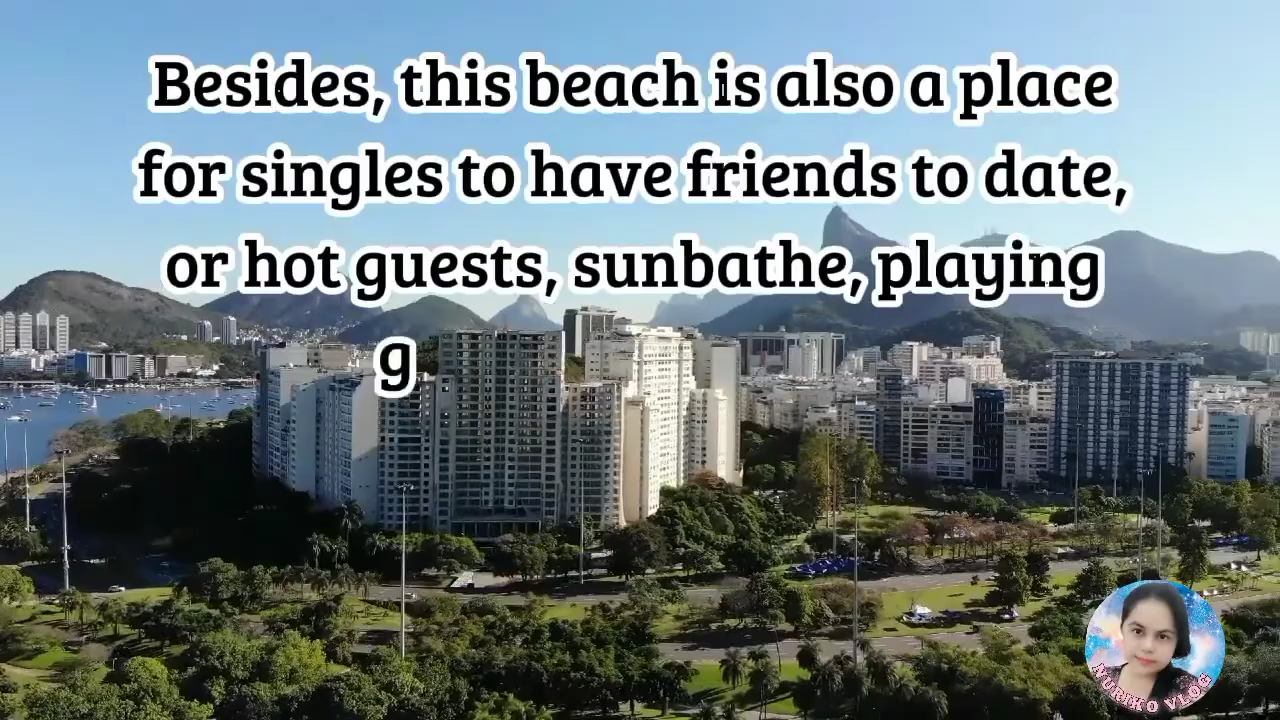 Besides, this beach is also a place
for singles to have friends to date,
or hot guests, sunbathe, playing
g
NORIKO VLOG